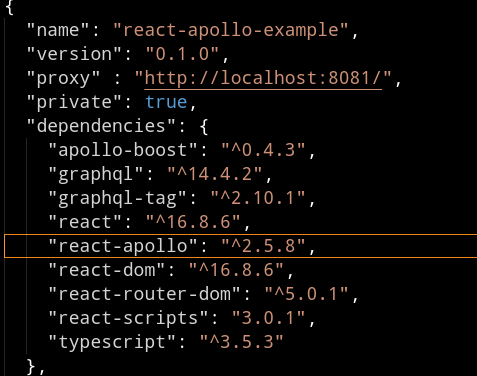 {
"name": "react-apollo-example",
"version": "0.1.0",
"proxy" : "http://localhost:8081/",
"private": true,
"dependencies": {
"apollo-boost": "^0.4.3",
"graphql": "^14.4.2",
"graphql-tag": "^2.10.1",
"react": "^16.8.6",
"react-apollo": "^2.5.8",
"react-dom": "^16.8.6",
"react-router-dom": "^5.0.1",
"react-scripts": "3.0.1",
"typescript": "^3.5.3"
},